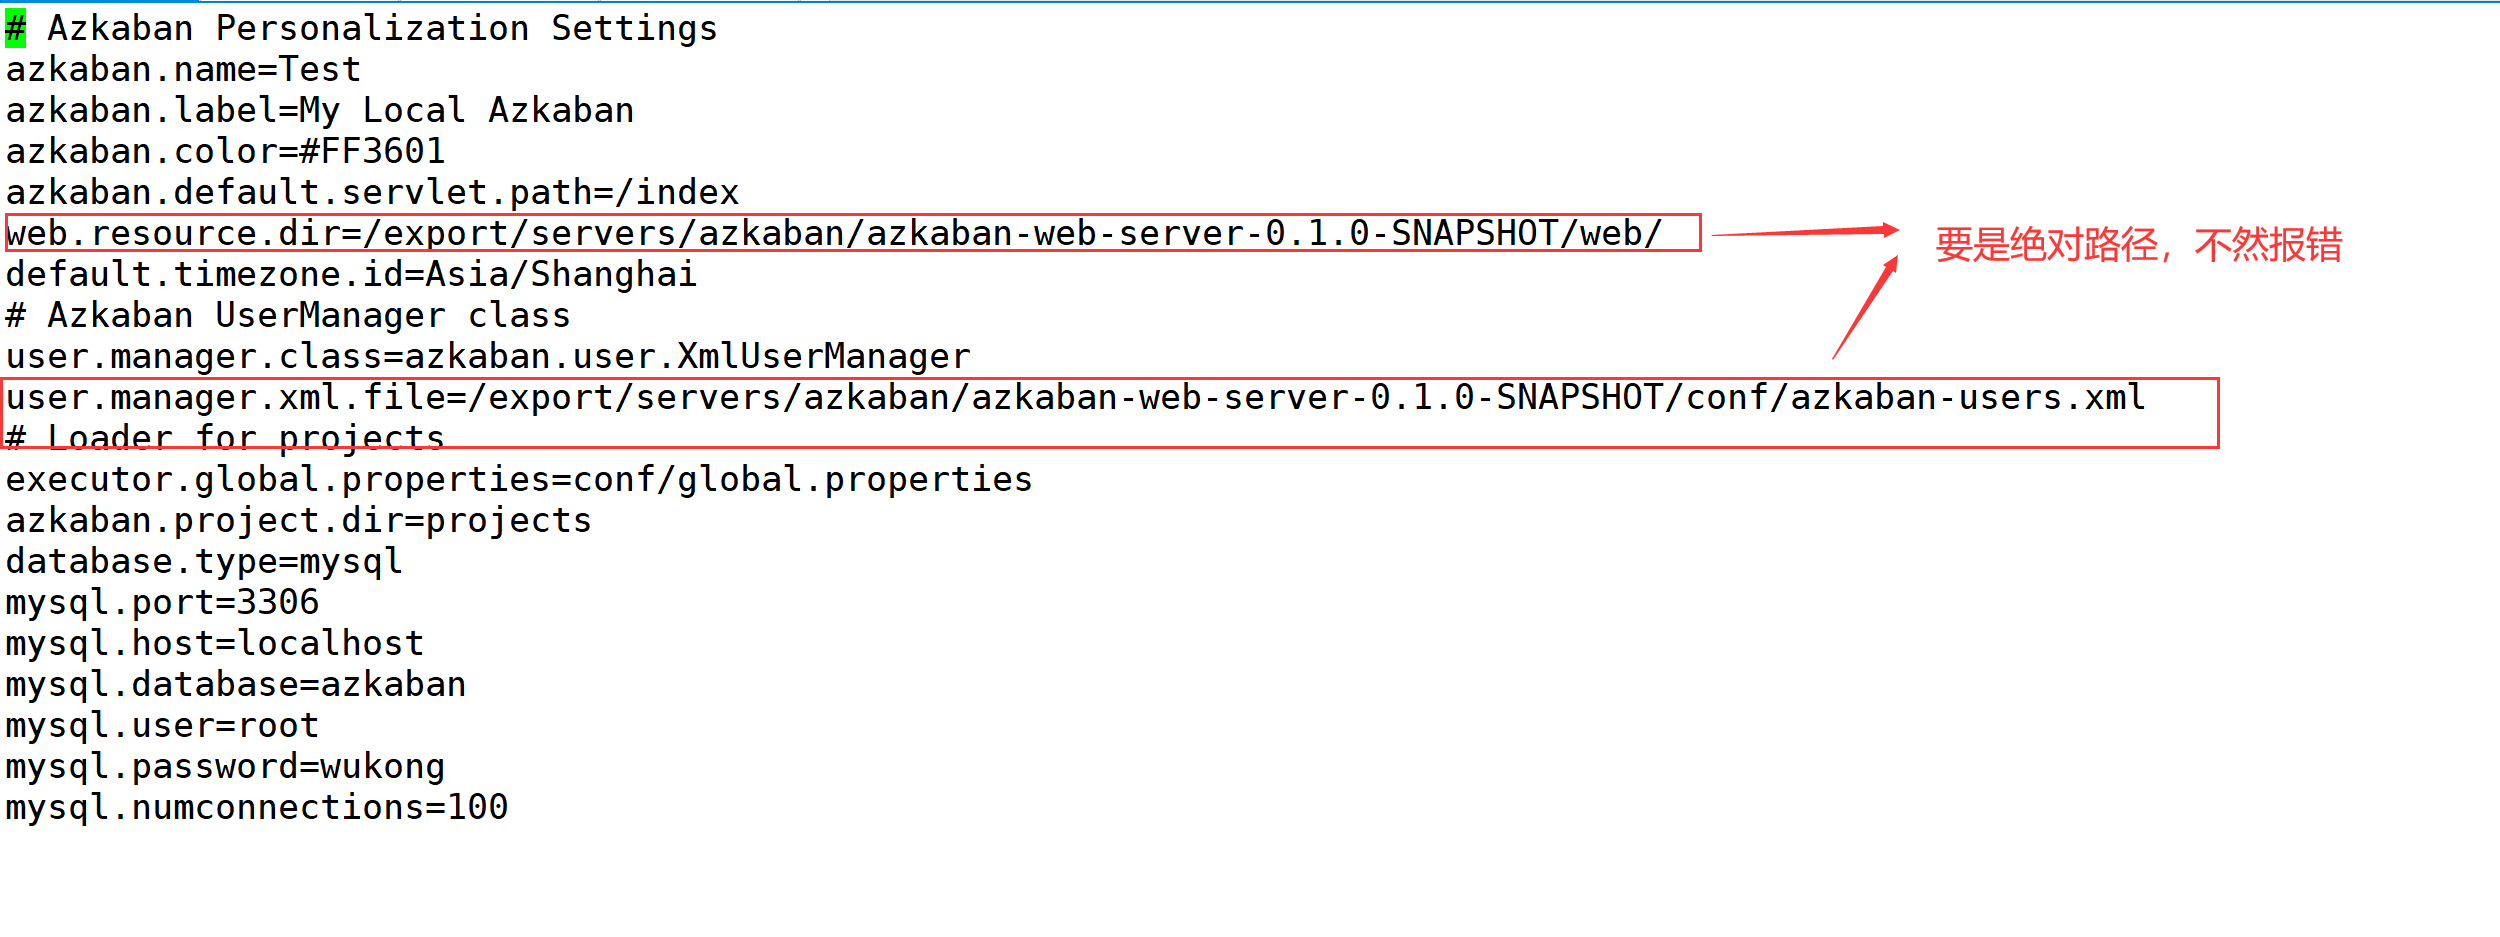 # Azkaban Personalization Settings
azkaban.name=Test
azkaban.label=My Local Azkaban
azkaban.color=#FF3601
azkaban.default.servlet.path=/index
web.resource.dir=/export/servers/azkaban/azkaban-web-server-0.1.0-SNAPSHOT/web/
要是绝对路径，不然报错
default.timezone.id=Asia/Shanghai
# Azkaban UserManager class
user.manager.class=azkaban.user.XmlUserManager
user.manager.xml.file=/export/servers/azkaban/azkaban-web-server-0.1.0-SNAPSHOT/conf/azkaban-users.xml
# Loader for projects
executor.global.properties=conf/global.properties
azkaban.project.dir=projects
database.type=mysql
mysql.port=3306
mysql.host=localhost
mysql.database=azkaban
mysql.user=root
mysql.password=wukong
mysql.numconnections=100